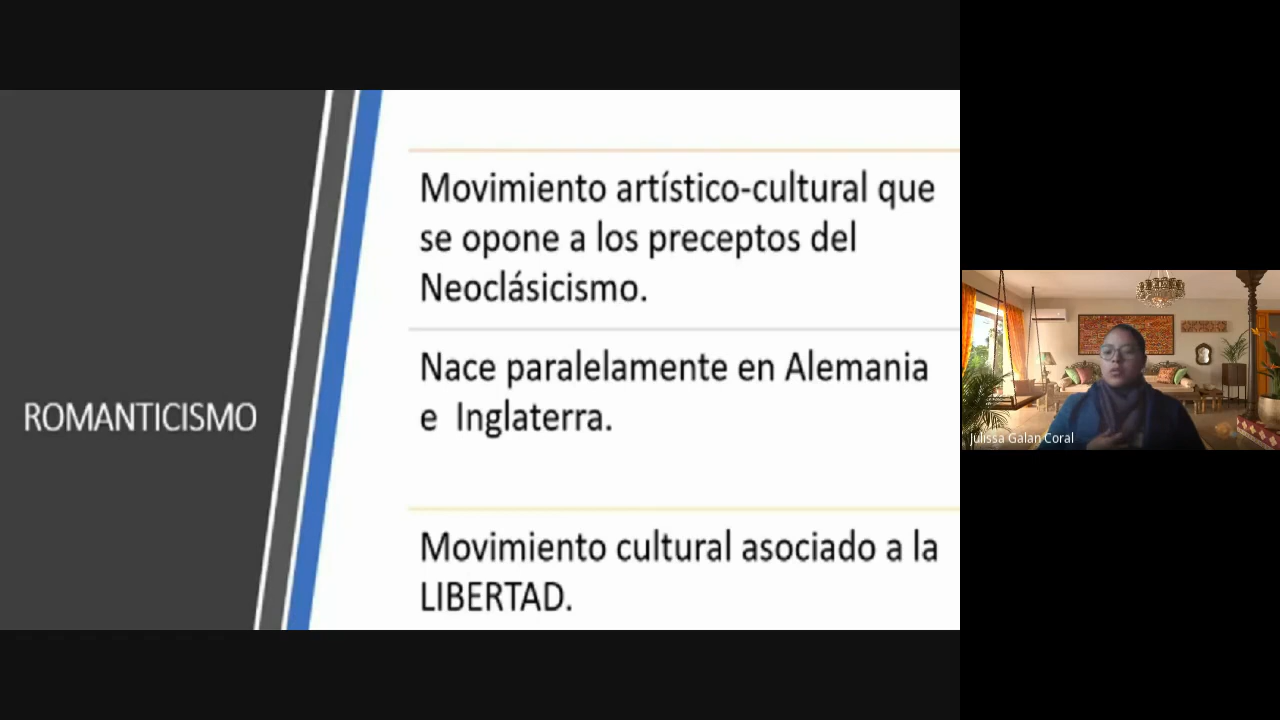 ROMANTICISMO
Movimiento artístico-cultural que
se opone a los preceptos del
Neoclásicismo.
Nace paralelamente en Alemania
e Inglaterra.
Movimiento cultural asociado a la
LIBERTAD.
Julissa Galan Coral